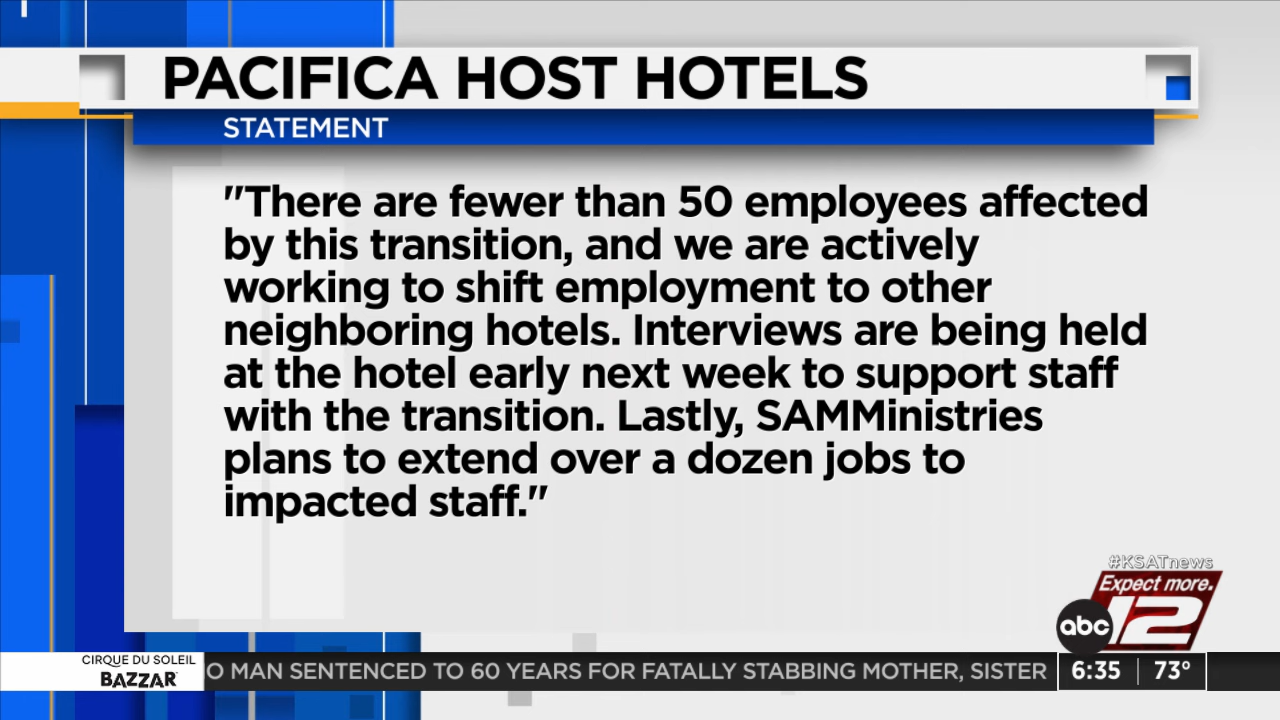 PACIFICA HOST HOTELS
STATEMENT
"There are fewer than 50 employees affected
by this transition, and we are actively
working to shift employment to other
neighboring hotels. Interviews are being held
at the hotel early next week to support staff
with the transition. Lastly, SAMMinistries
plans to extend over a dozen jobs to
impacted staff."
#KSATnews
Expect more.
abc 12
CIRQUE DU SOLEIL
BAZZAR
O MAN SENTENCED TO 60 YEARS FOR FATALLY STABBING MOTHER, SISTER
6:35 73°